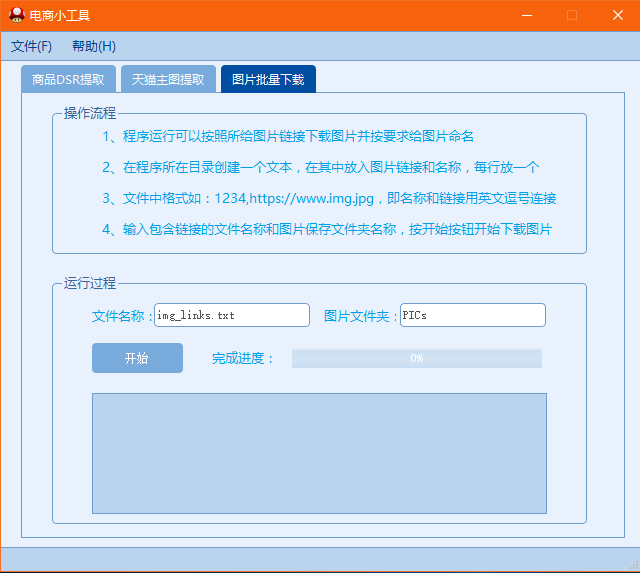 电商小工具
文件(F) 帮助(H)
商品DSR提取 天猫主图提取 图片批量下载
操作流程
1、程序运行可以按照所给图片链接下载图片并按要求给图片命名
2、在程序所在目录创建一个文本，在其中放入图片链接和名称，每行放一个
3、文件中格式如：1234,https://www.img.jpg，即名称和链接用英文逗号连接
4、输入包含链接的文件名称和图片保存文件夹名称，按开始按钮开始下载图片
运行过程
文件名称：img_links.txt 图片文件夹：PICs
开始 完成进度： 0%